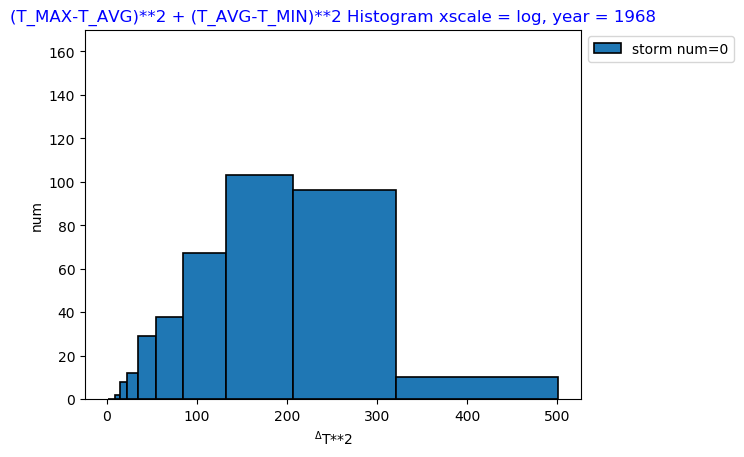 (T_MAX-T_AVG)**2 + (T_AVG-T_MIN)**2 Histogram xscale = log, year = 1968
storm num=0
160
140
120
100
80
60
40
20
0
num
0 100 200 300 400 500
ΔT**2